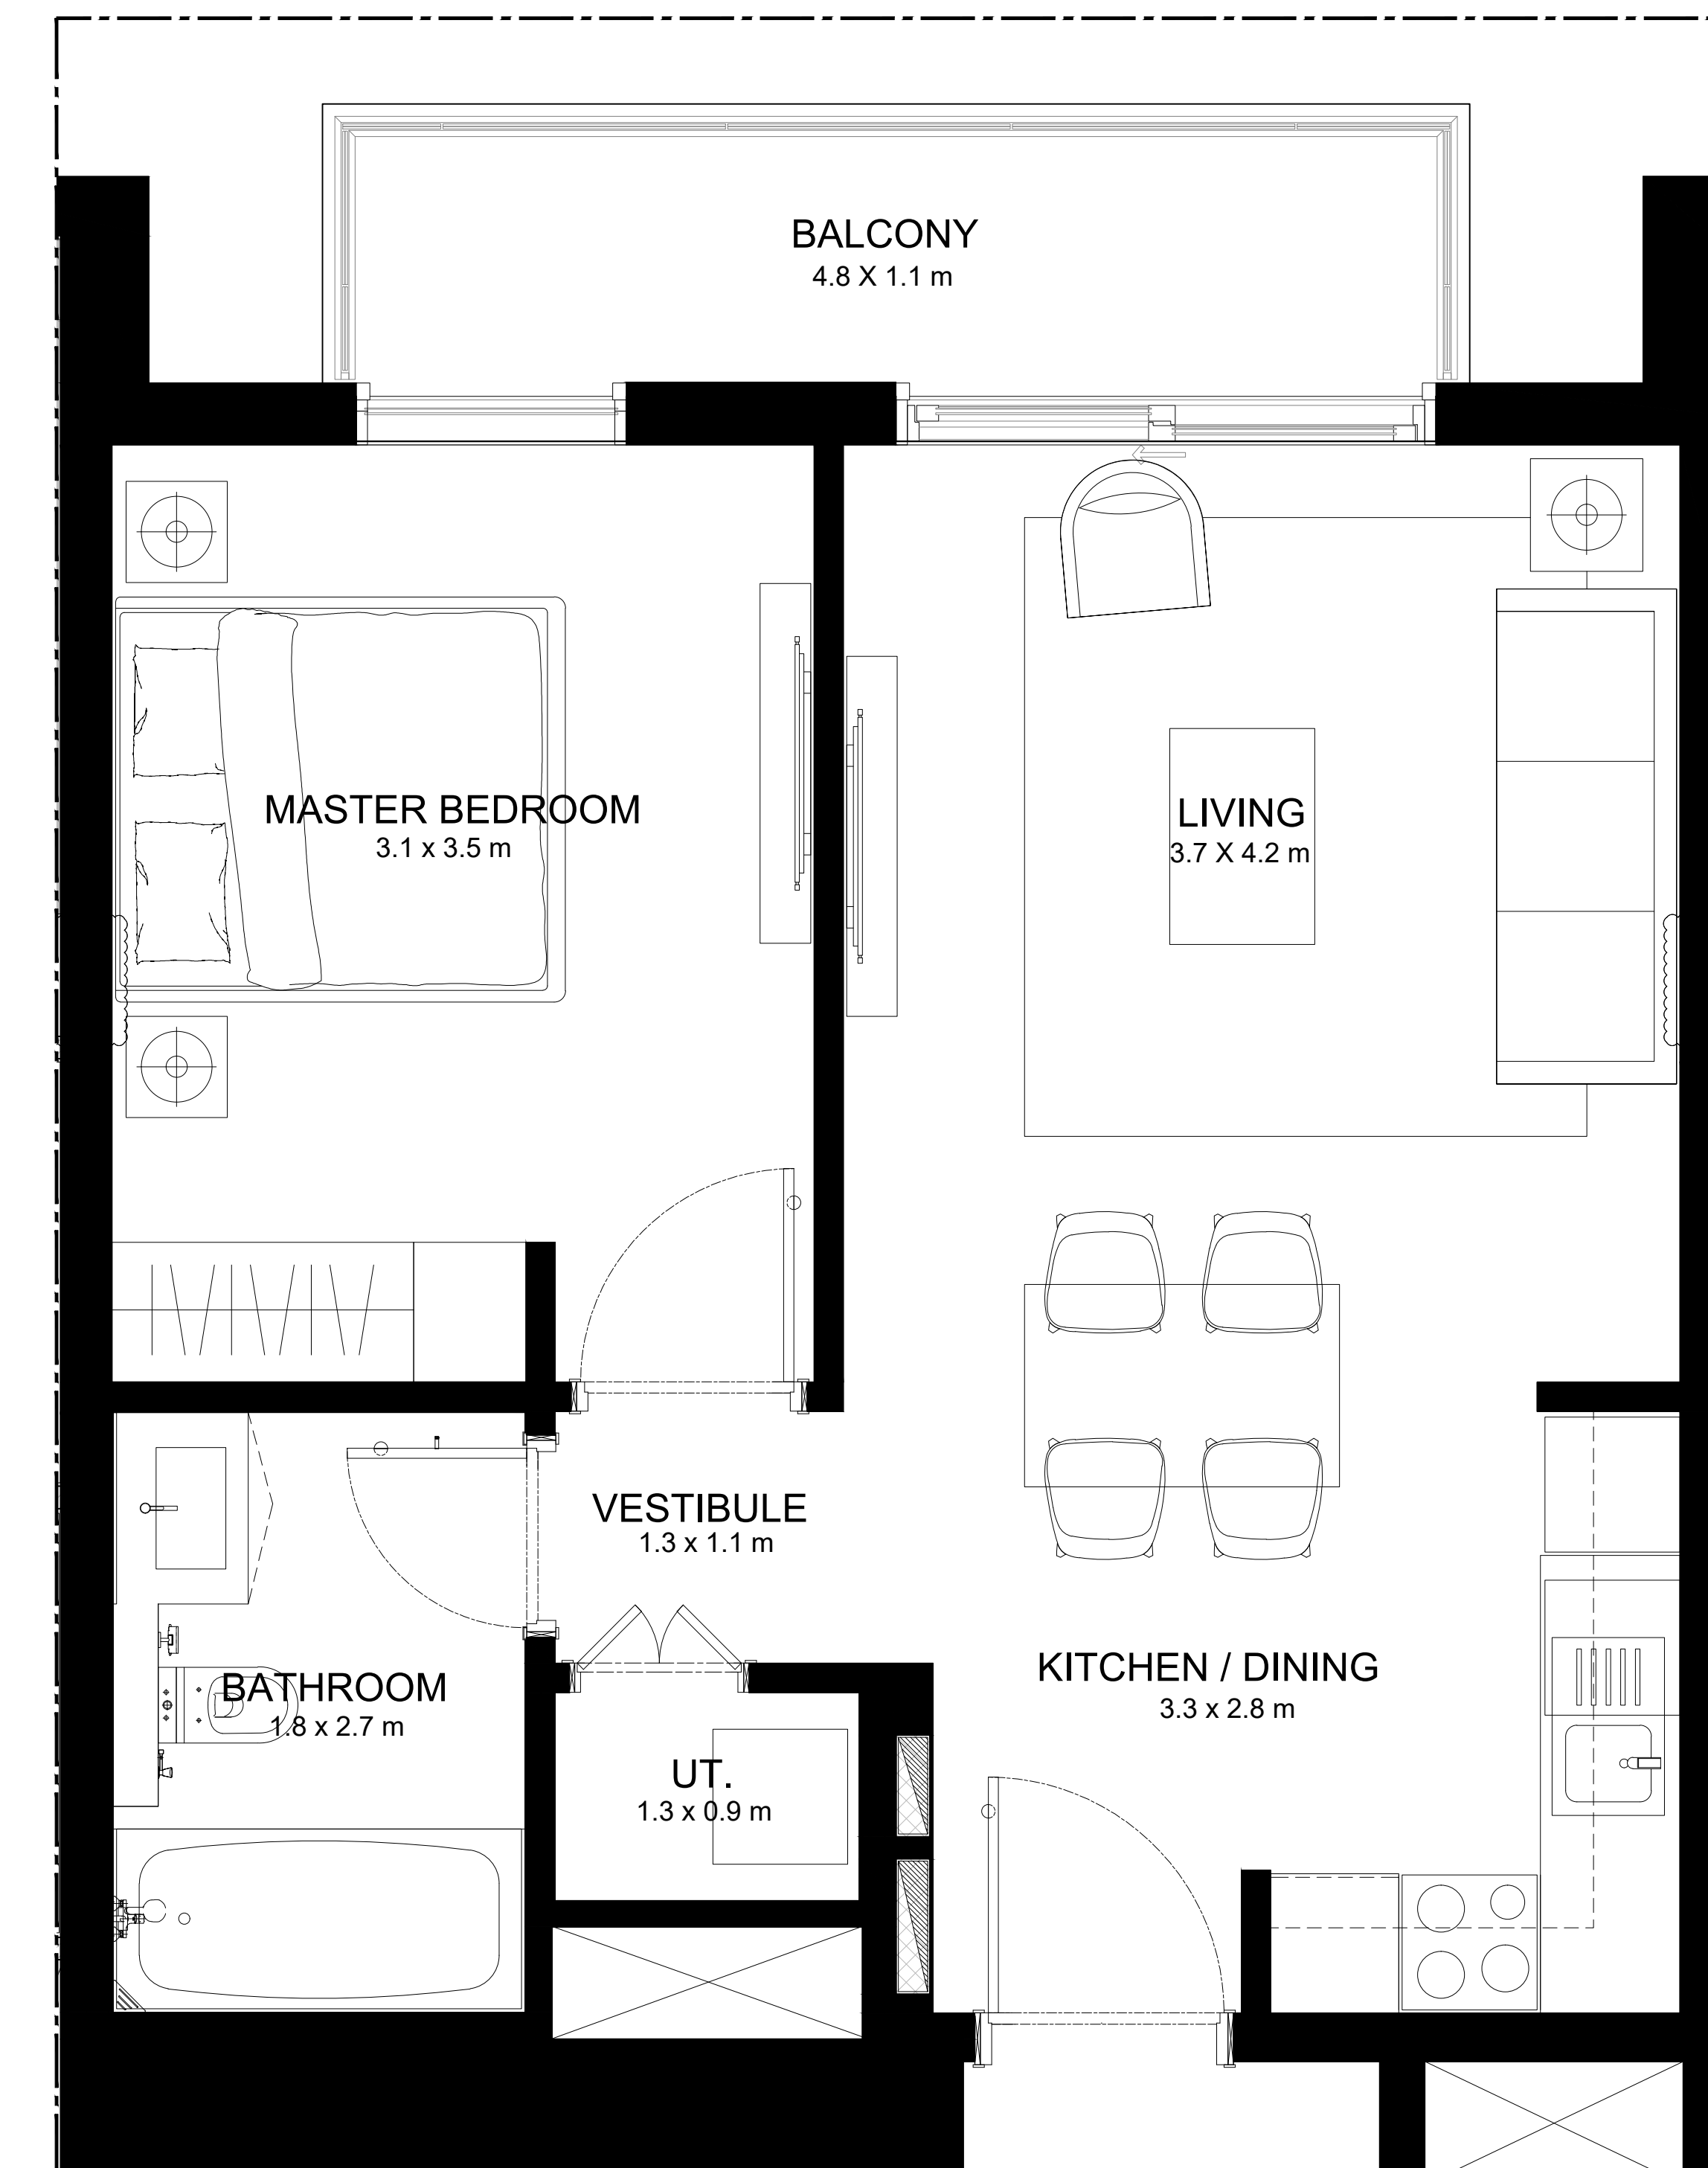 BALCONY
4.8 X 1.1 m
MASTER BEDROOM
3.1 x 3.5 m
LIVING
3.7 X 4.2 m
VESTIBULE
1.3 x 1.1 m
KITCHEN / DINING
3.3 x 2.8 m
BATHROOM
1.8 x 2.7 m
UT.
1.3 x 0.9 m